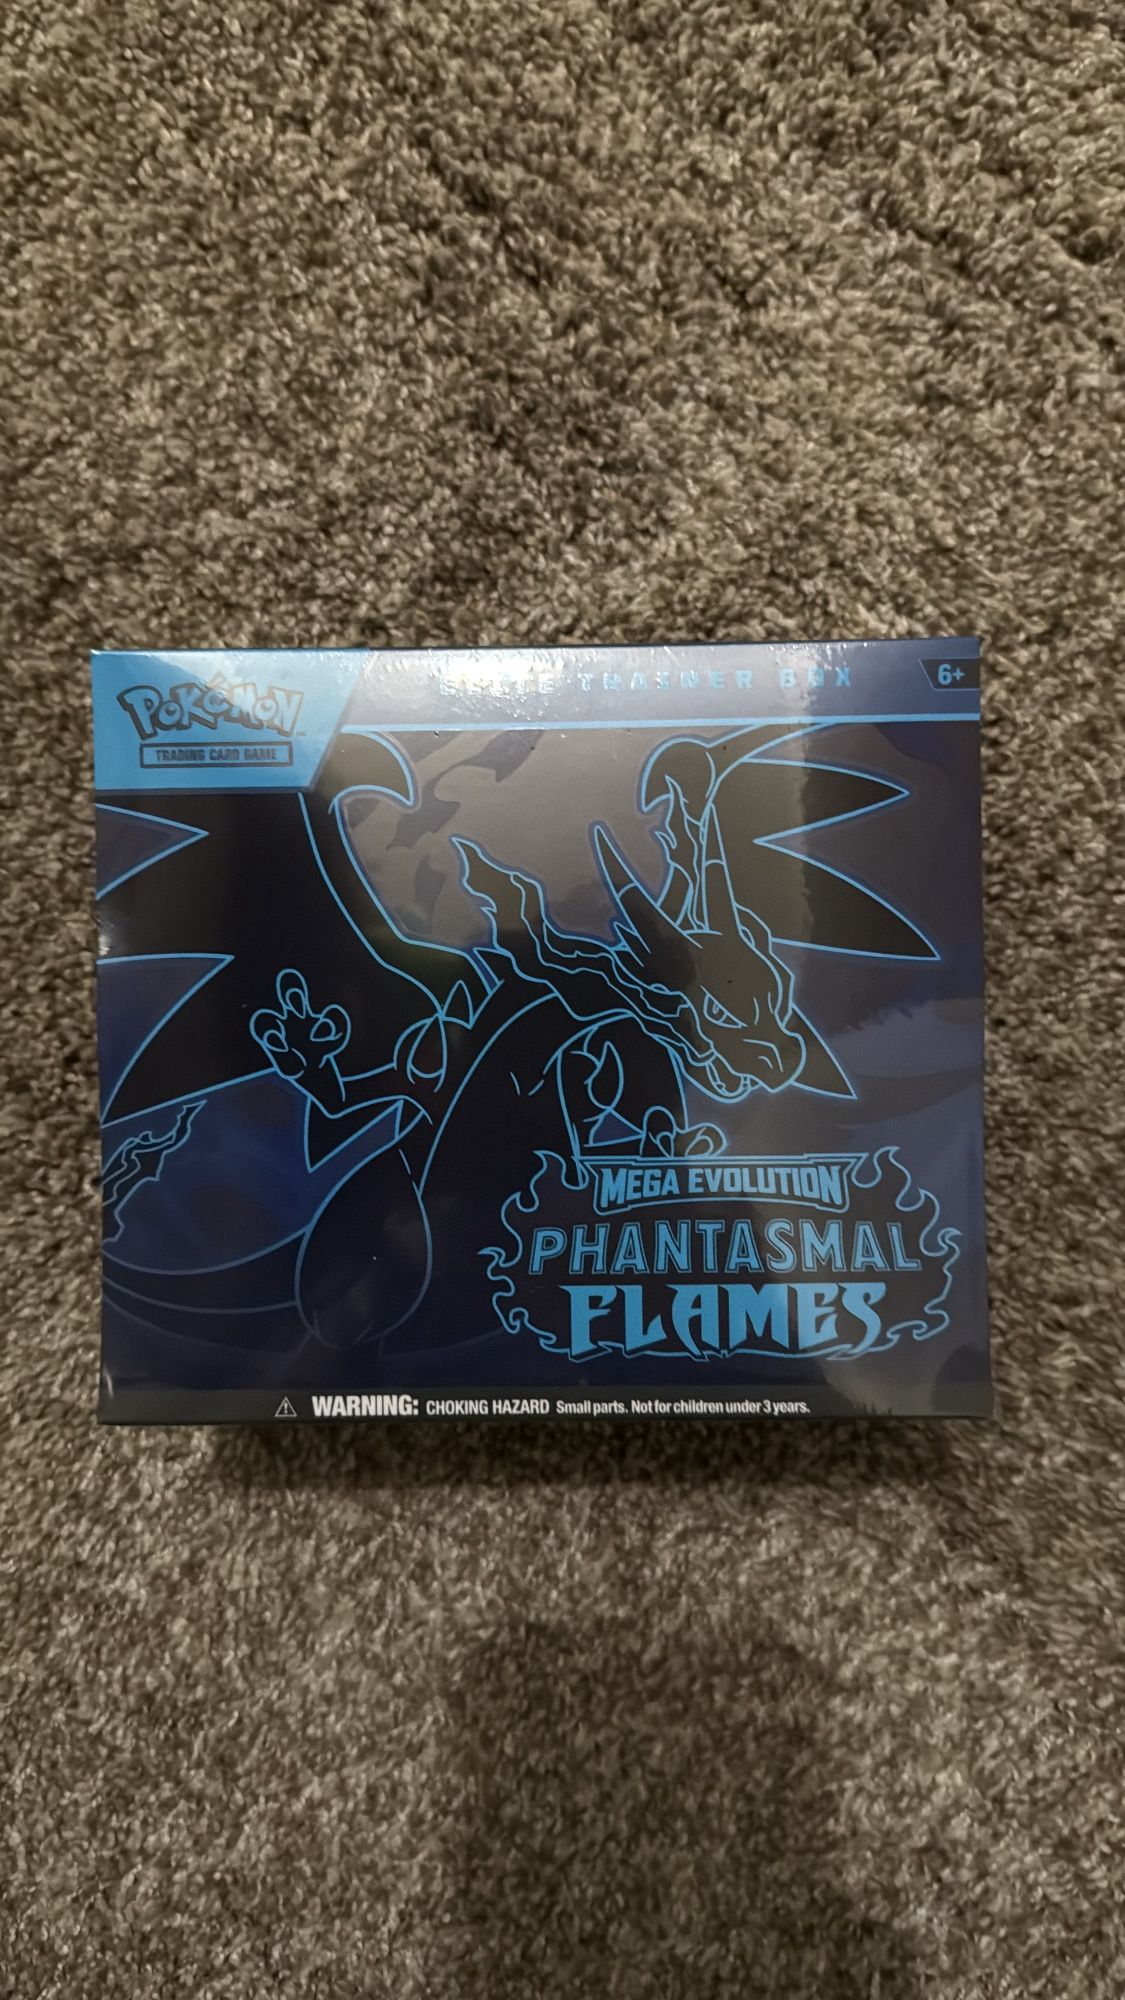 POKéMON
TRADING CARD GAME
ELITE TRAINER BOX
6+
MEGA EVOLUTION
PHANTASMAL
FLAMES
WARNING: CHOKING HAZARD Small parts. Not for children under 3 years.